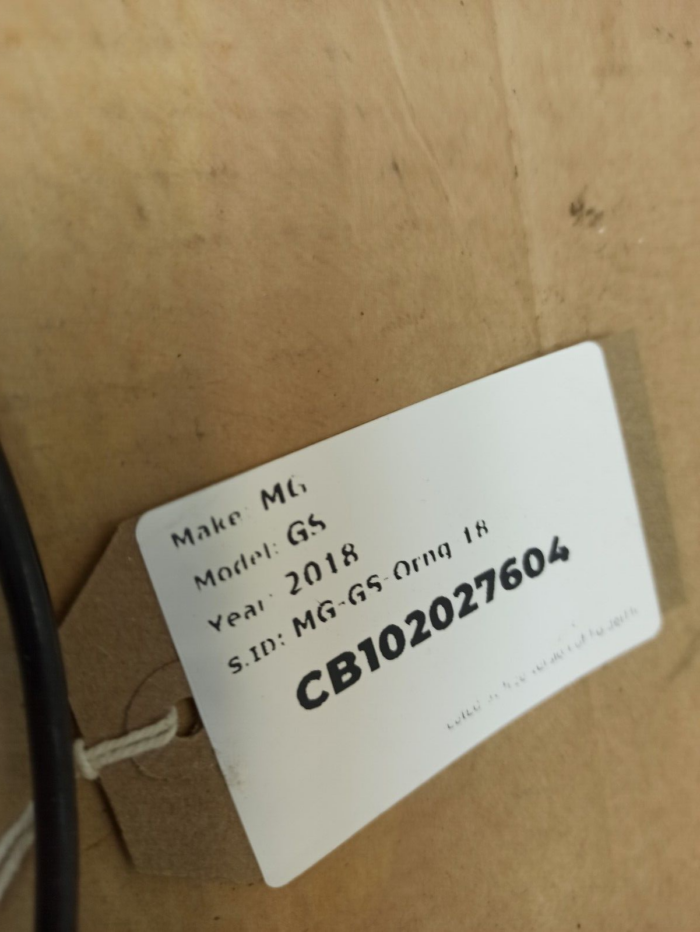 Make: MG
Model: GS
Year: 2018
S.ID: MG-GS-Orng 18
CB102027604